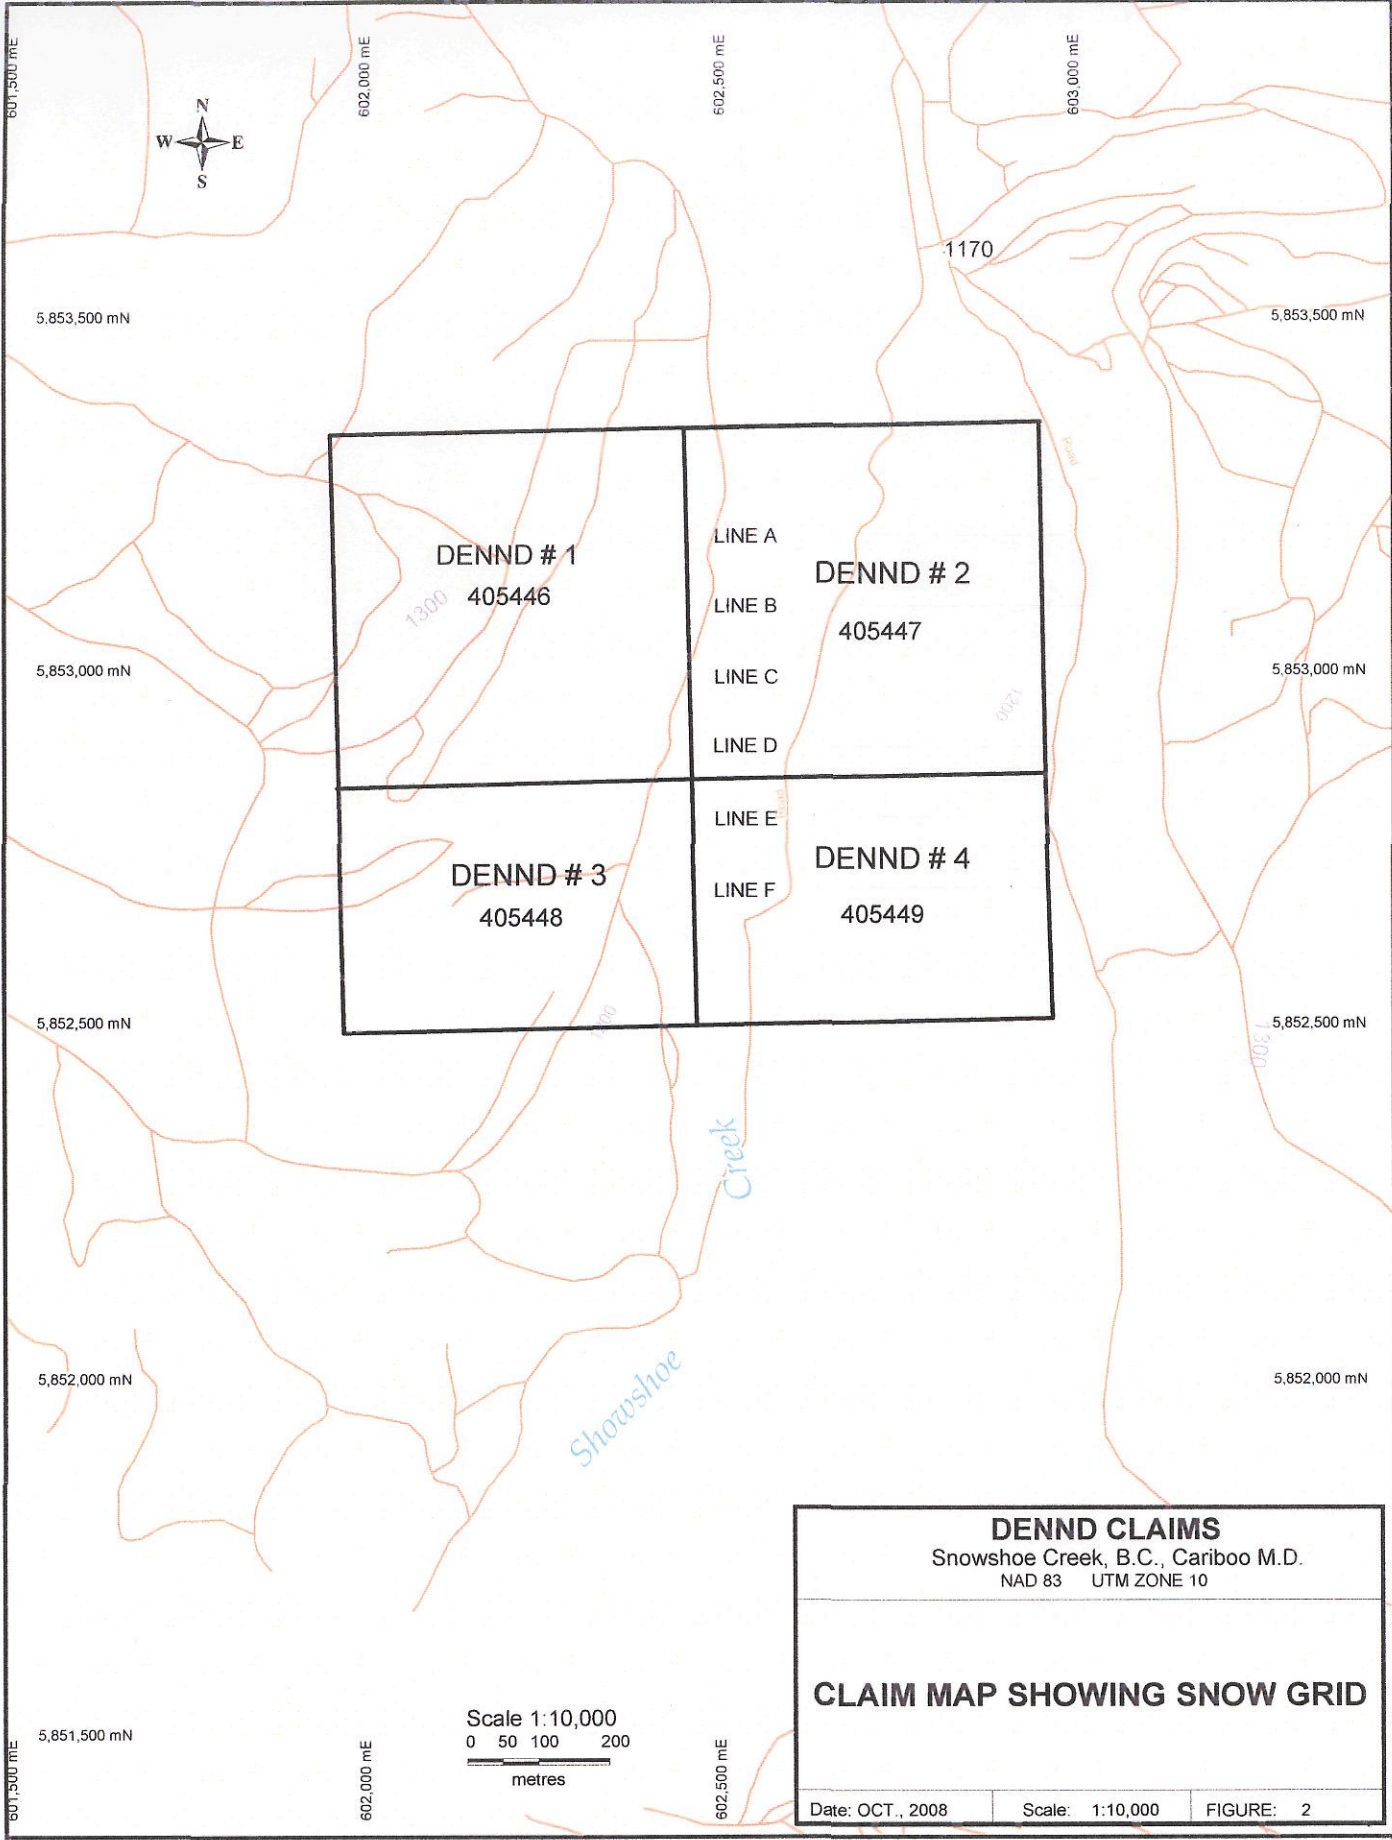 601,500 mE
602,000 mE
602,500 mE
603,000 mE
N
W E
S
1170
5,853,500 mN
5,853,500 mN
Road
LINE A
DENND # 1
DENND # 2
405446
1300
LINE B
405447
5,853,000 mN
LINE C
5,853,000 mN
1200
LINE D
Road
LINE E
DENND # 3
DENND # 4
LINE F
405448
405449
5,852,500 mN
5,852,500 mN
1300
Creek
5,852,000 mN
5,852,000 mN
Showshoe
DENND CLAIMS
Snowshoe Creek, B.C., Cariboo M.D.
NAD 83 UTM ZONE 10
CLAIM MAP SHOWING SNOW GRID
Scale 1:10,000
0 50 100 200
metres
5,851,500 mN
601,500 mE
602,000 mE
602,500 mE
Date: OCT., 2008
Scale: 1:10,000
FIGURE: 2